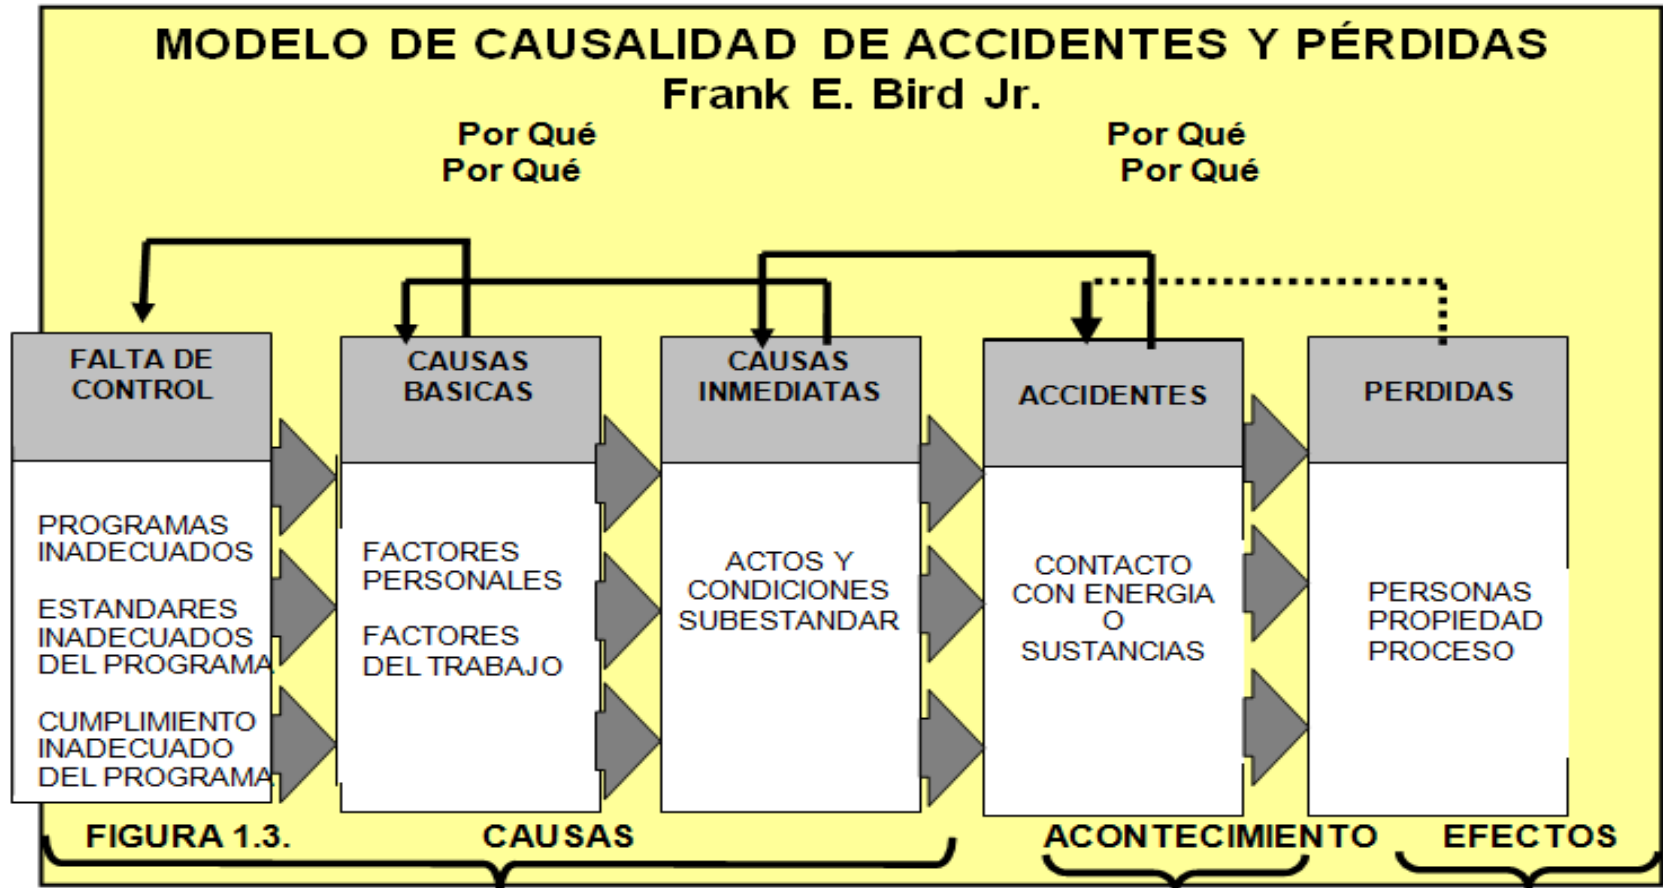 MODELO DE CAUSALIDAD DE ACCIDENTES Y PÉRDIDAS
Frank E. Bird Jr.
Por Qué
Por Qué
Por Qué
Por Qué
FALTA DE
CONTROL
PROGRAMAS
INADECUADOS
ESTANDARES
INADECUADOS
DEL PROGRAMA
CUMPLIMIENTO
INADECUADO
DEL PROGRAMA
CAUSAS
BASICAS
FACTORES
PERSONALES
FACTORES
DEL TRABAJO
CAUSAS
INMEDIATAS
ACTOS Y
CONDICIONES
SUBESTANDAR
ACCIDENTES
CONTACTO
CON ENERGIA
O
SUSTANCIAS
PERDIDAS
PERSONAS
PROPIEDAD
PROCESO
FIGURA 1.3.
CAUSAS
ACONTECIMIENTO
EFECTOS